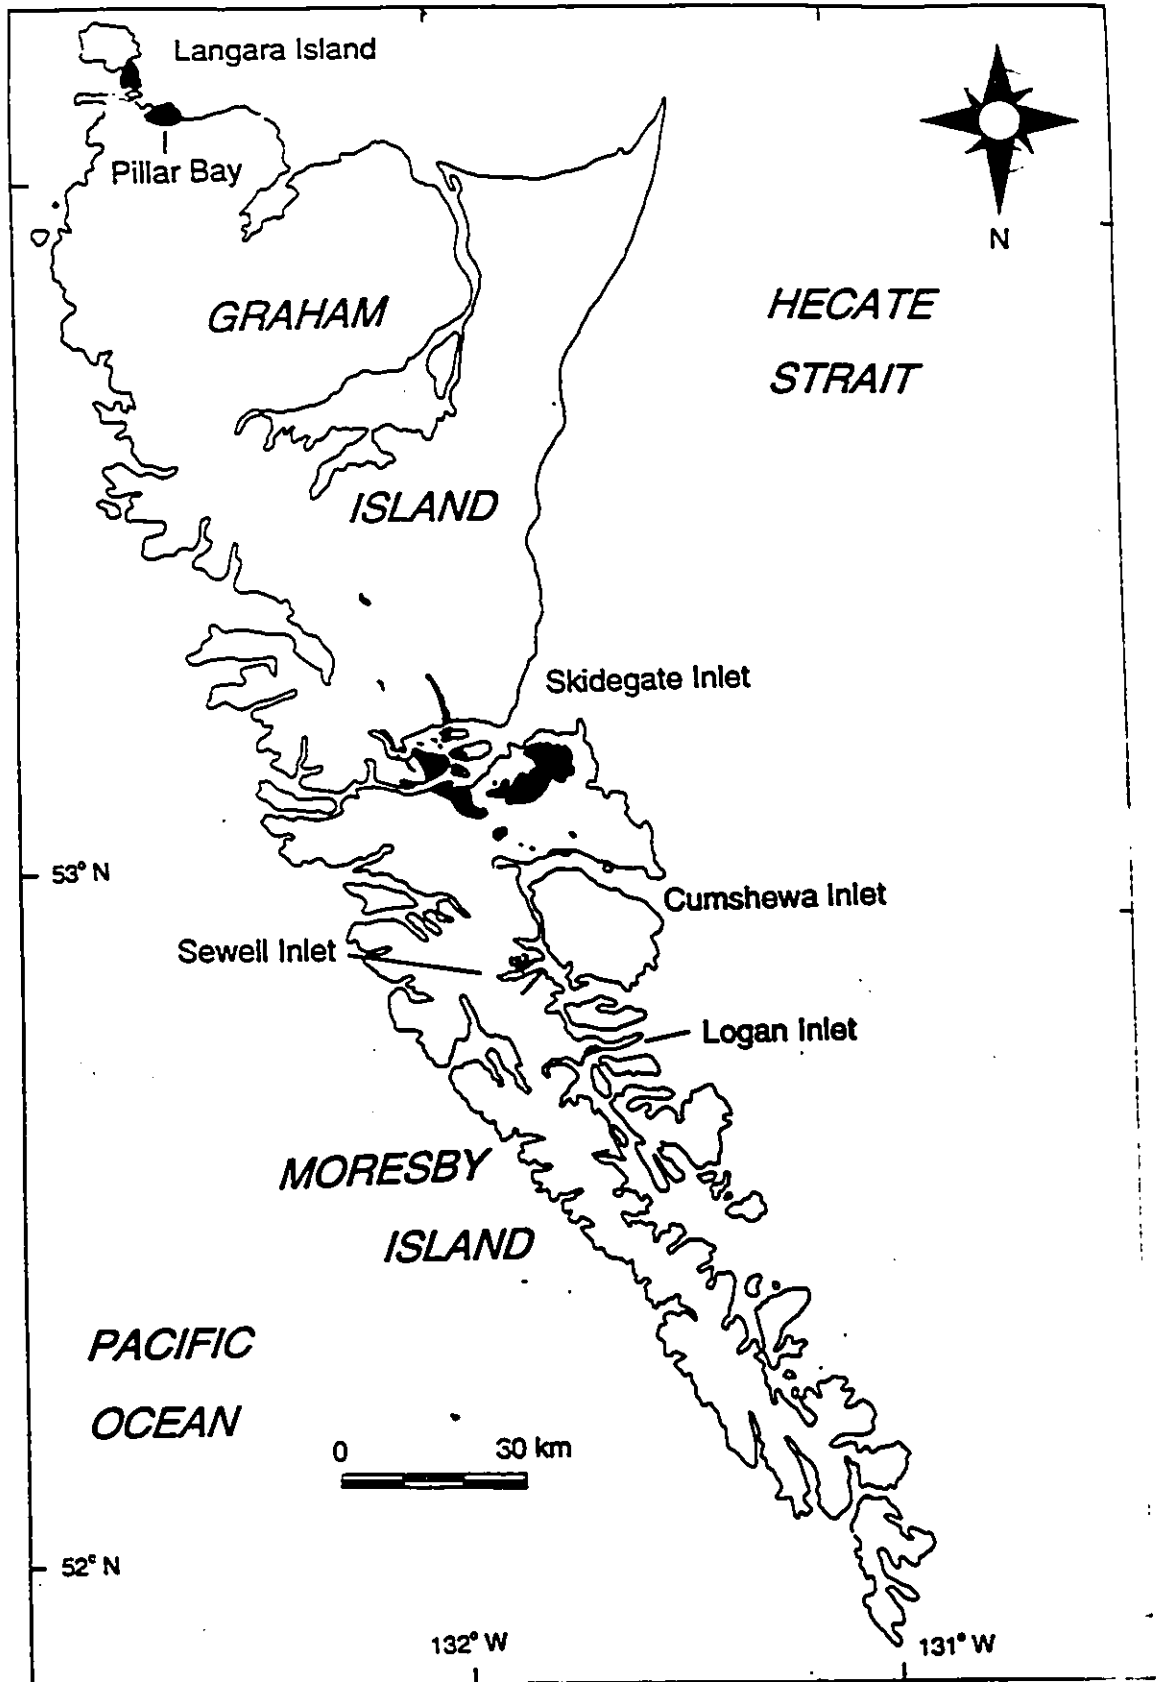 Langara Island
Pillar Bay
N
GRAHAM
HECATE
STRAIT
ISLAND
Skidegate Inlet
53° N
Cumshewa Inlet
Sewell Inlet
Logan Inlet
MORESBY
ISLAND
PACIFIC
OCEAN
0 30 km
52° N
132° W
131° W